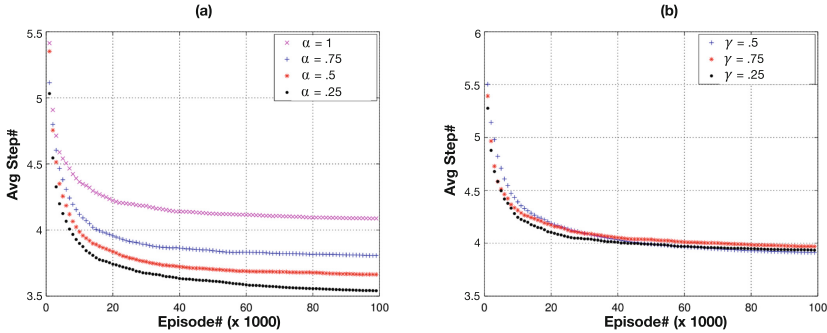 (a)
5.5
5
4.5
4
3.5
Avg Step#
× α = 1
+ α = .75
* α = .5
• α = .25
0 20 40 60 80 100
Episode# (x 1000)
(b)
6
5.5
5
4.5
4
3.5
Avg Step#
+ γ = .5
* γ = .75
• γ = .25
0 20 40 60 80 100
Episode# (x 1000)